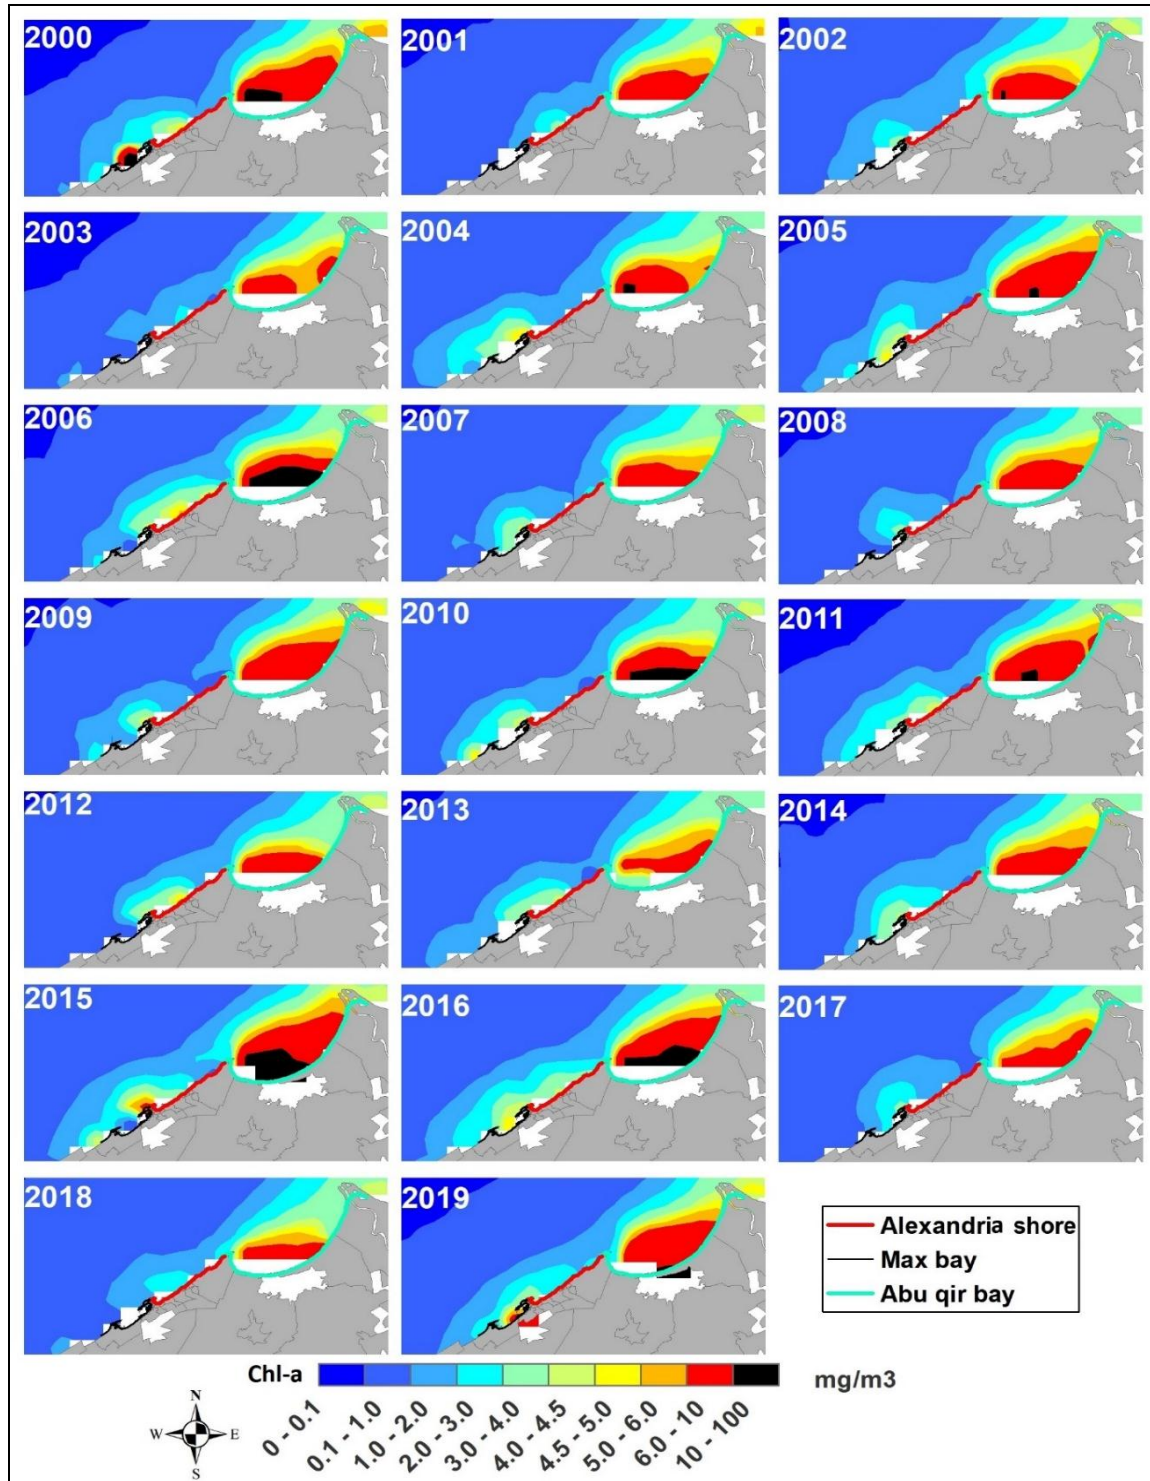 2000 2001 2002
2003 2004 2005
2006 2007 2008
2009 2010 2011
2012 2013 2014
2015 2016 2017
2018 2019
Alexandria shore
Max bay
Abu qir bay
Chl-a mg/m3
0 - 0.1 0.1 - 1.0 1.0 - 2.0 2.0 - 3.0 3.0 - 4.0 4.0 - 4.5 4.5 - 5.0 5.0 - 6.0 6.0 - 10 10 - 100
N
W E
S